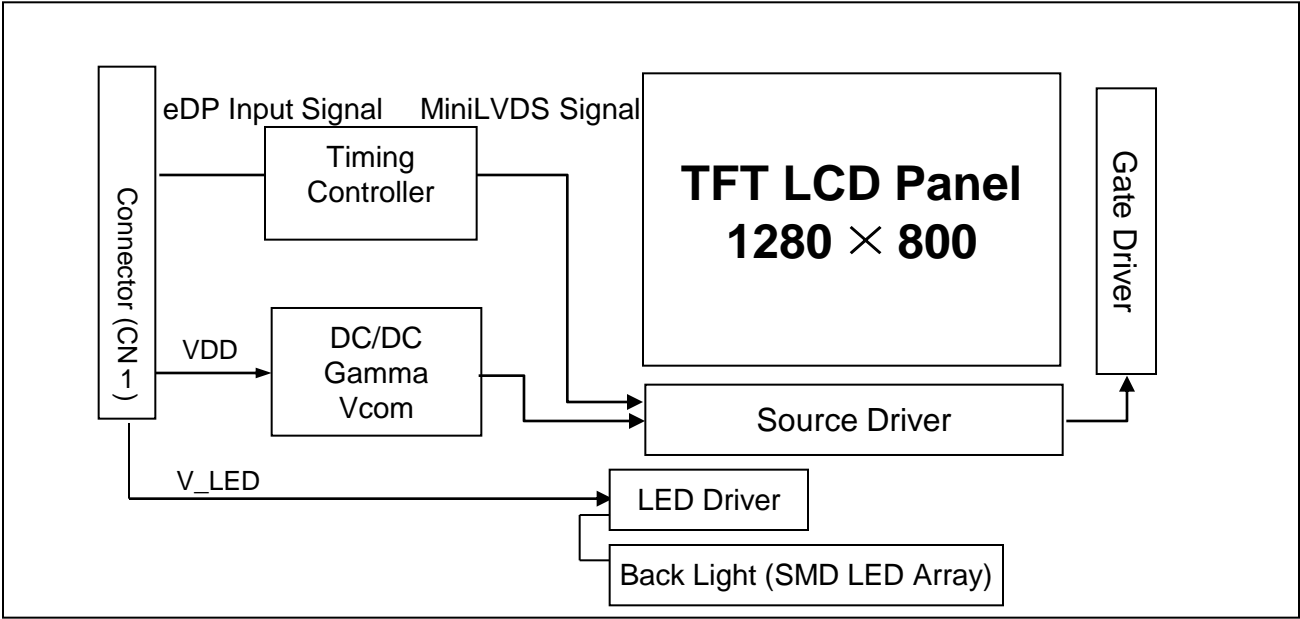 eDP Input Signal
MiniLVDS Signal
Connector (CN1)
Timing
Controller
TFT LCD Panel
1280 × 800
Gate Driver
VDD
DC/DC
Gamma
Vcom
Source Driver
V_LED
LED Driver
Back Light (SMD LED Array)